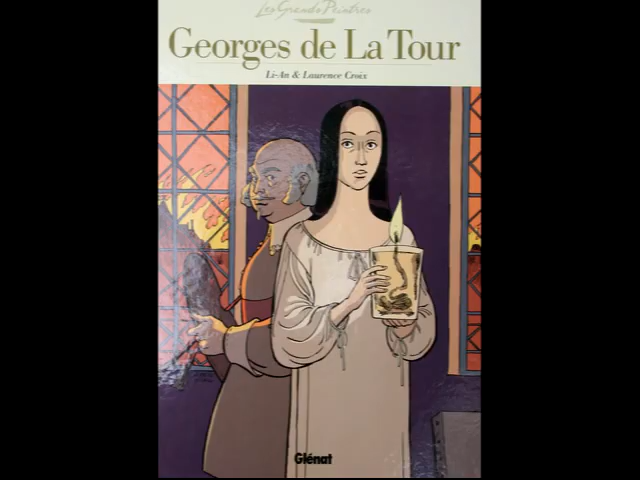 Les Grands Peintres
Georges de La Tour
Li-An & Laurence Croix
Glénat